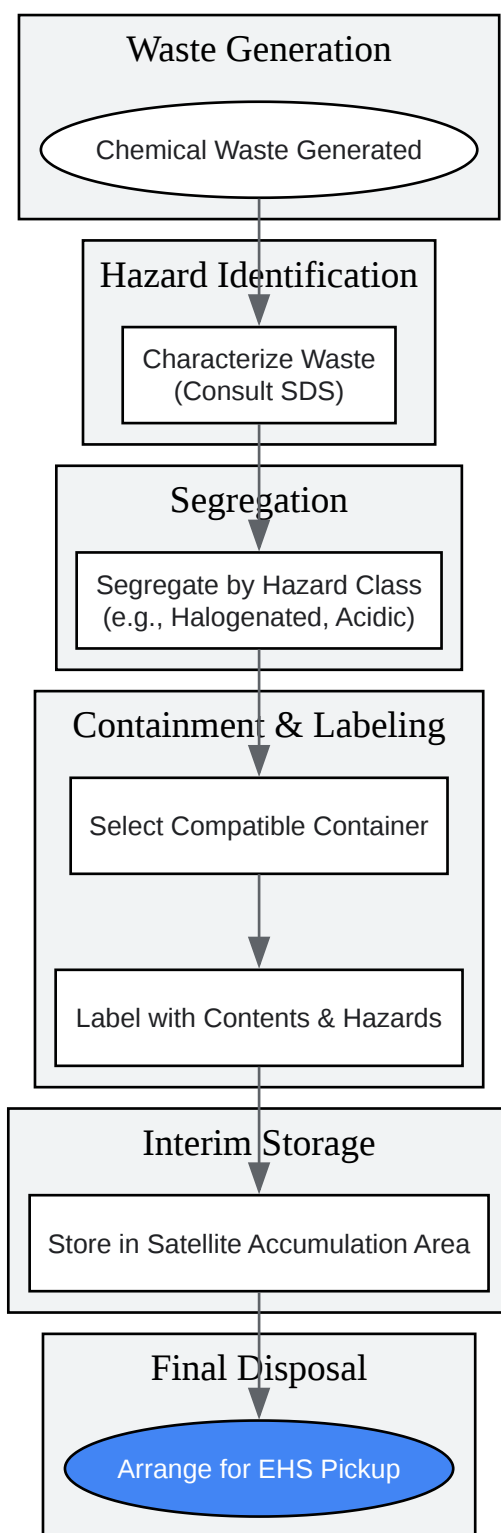 Waste Generation
Chemical Waste Generated
Hazard Identification
Characterize Waste
(Consult SDS)
Segregation
Segregate by Hazard Class
(e.g., Halogenated, Acidic)
Containment & Labeling
Select Compatible Container
Label with Contents & Hazards
Interim Storage
Store in Satellite Accumulation Area
Final Disposal
Arrange for EHS Pickup